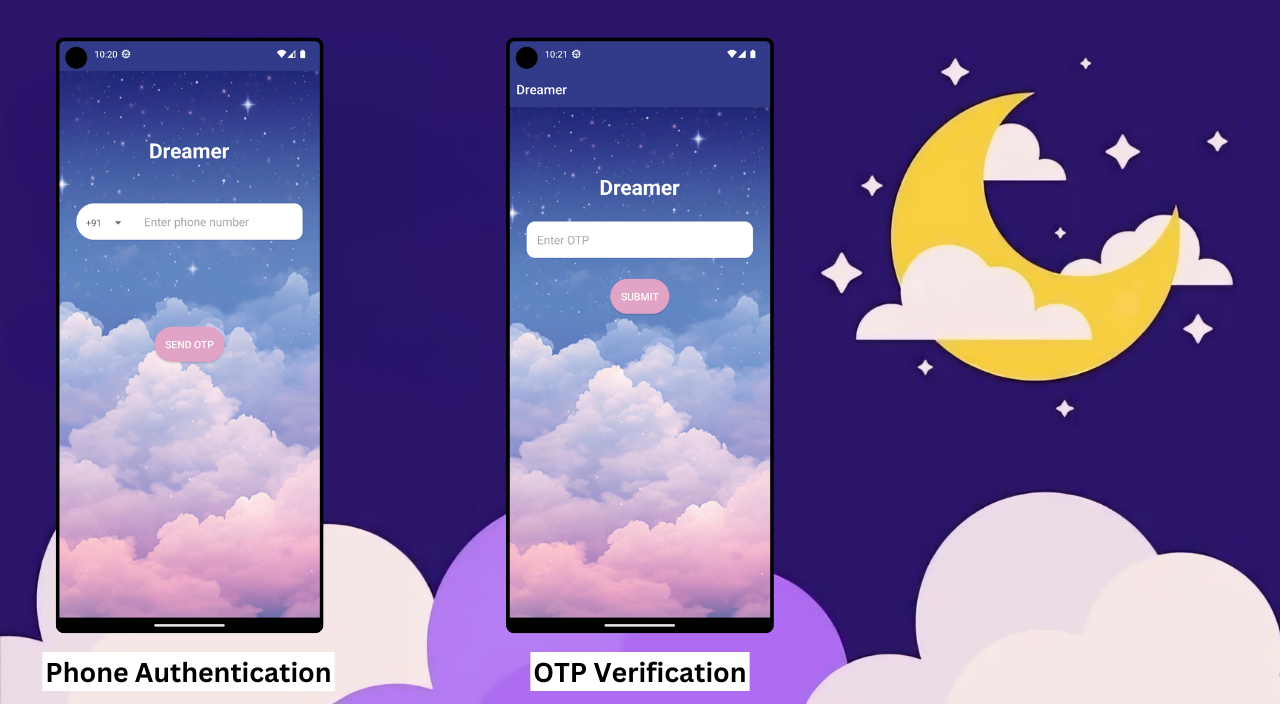 10:20
Dreamer
+91 Enter phone number
SEND OTP
Phone Authentication
10:21
Dreamer
Dreamer
Enter OTP
SUBMIT
OTP Verification